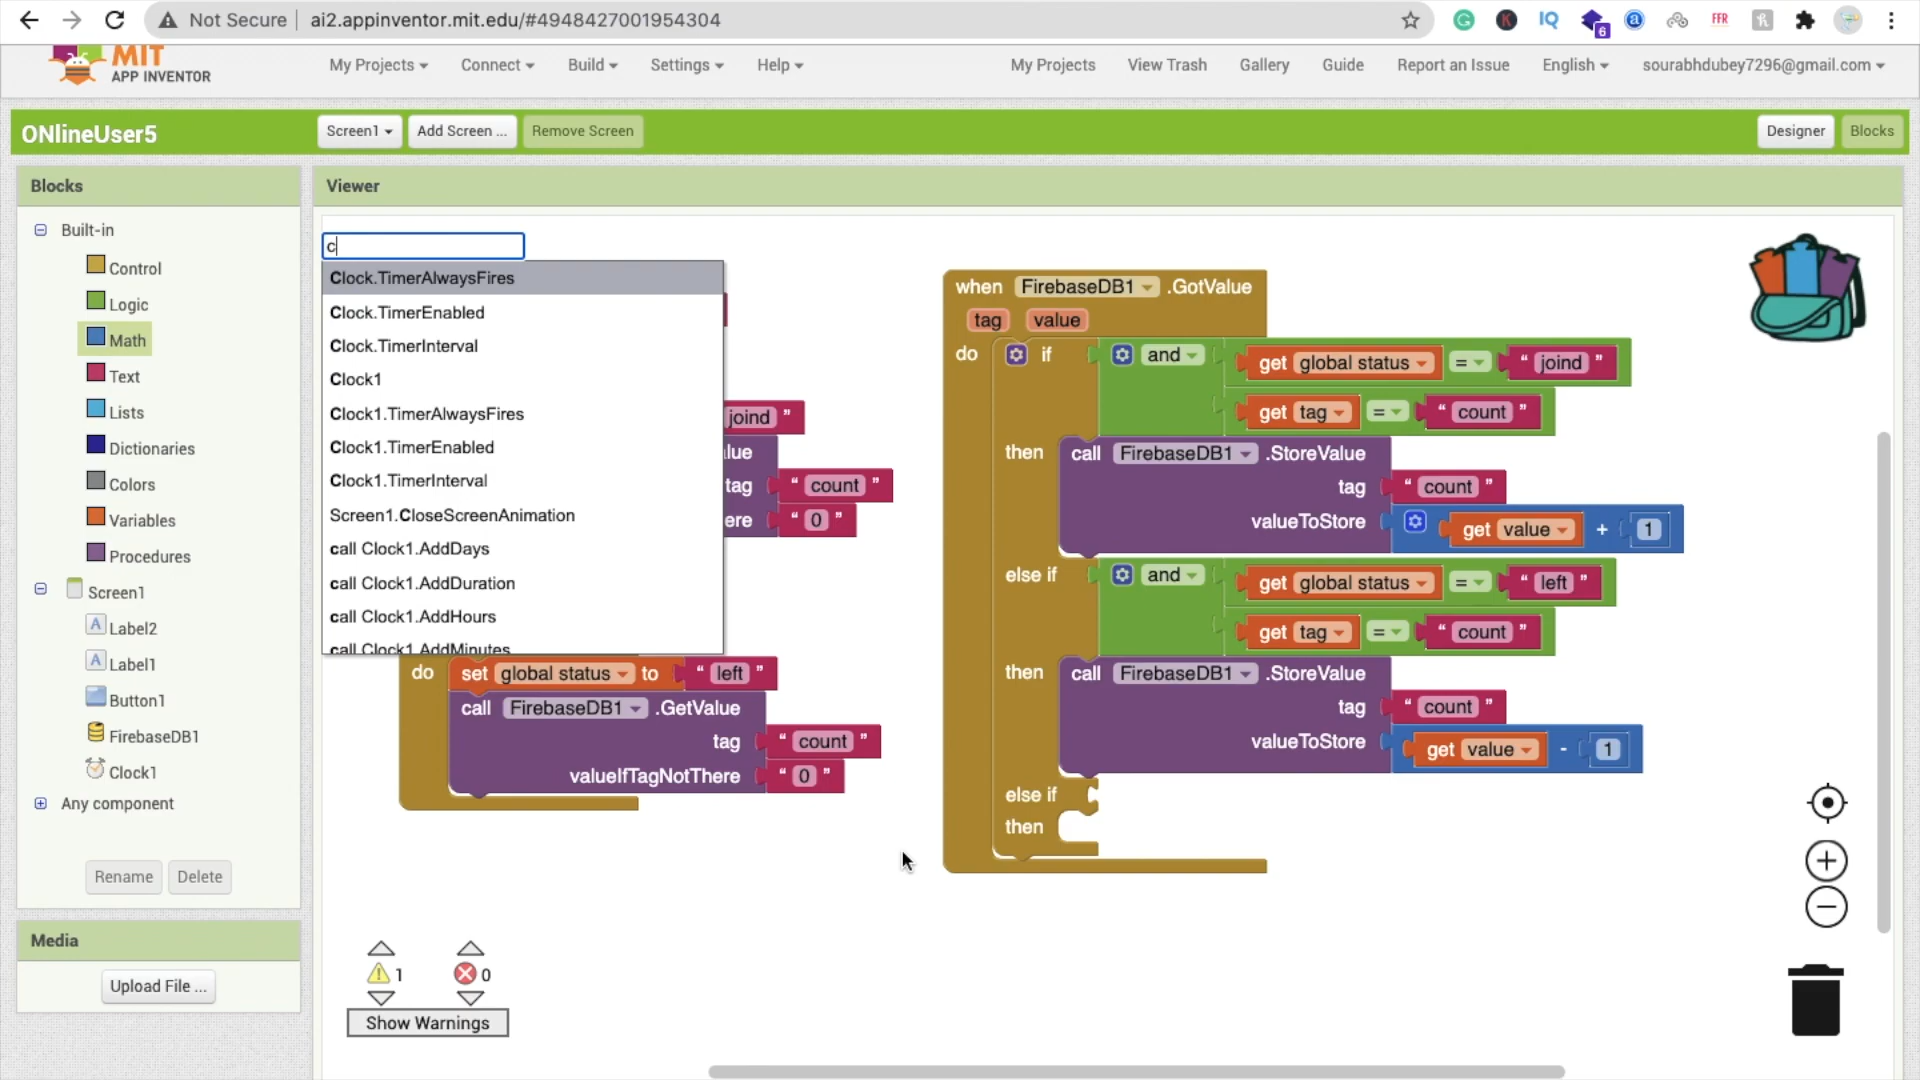 Not Secure
ai2.appinventor.mit.edu/#4948427001954304
G K IQ 6 a FFR h
MIT
APP INVENTOR
My Projects Connect Build Settings Help My Projects View Trash Gallery Guide Report an Issue English sourabhdubey7296@gmail.com
ONlineUser5
Screen1 Add Screen ... Remove Screen Designer Blocks
Blocks
Built-in
Control
Logic
Math
Text
Lists
Dictionaries
Colors
Variables
Procedures
Screen1
A Label2
A Label1
Button1
FirebaseDB1
Clock1
Any component
Rename Delete
Media
Upload File ...
Viewer
c
Clock.TimerAlwaysFires
Clock.TimerEnabled
Clock.TimerInterval
Clock1
Clock1.TimerAlwaysFires
Clock1.TimerEnabled
Clock1.TimerInterval
Screen1.CloseScreenAnimation
call Clock1.AddDays
call Clock1.AddDuration
call Clock1.AddHours
call Clock1.AddMinutes
joind ”
lue
tag “ count ”
ere “ 0 ”
do set global status to “ left ”
call FirebaseDB1 .GetValue
tag “ count ”
valueIfTagNotThere “ 0 ”
when FirebaseDB1 .GotValue
tag value
do if and get global status = “ joind ”
get tag = “ count ”
then call FirebaseDB1 .StoreValue
tag “ count ”
valueToStore get value + 1
else if and get global status = “ left ”
get tag = “ count ”
then call FirebaseDB1 .StoreValue
tag “ count ”
valueToStore get value - 1
else if
then
1 0
Show Warnings